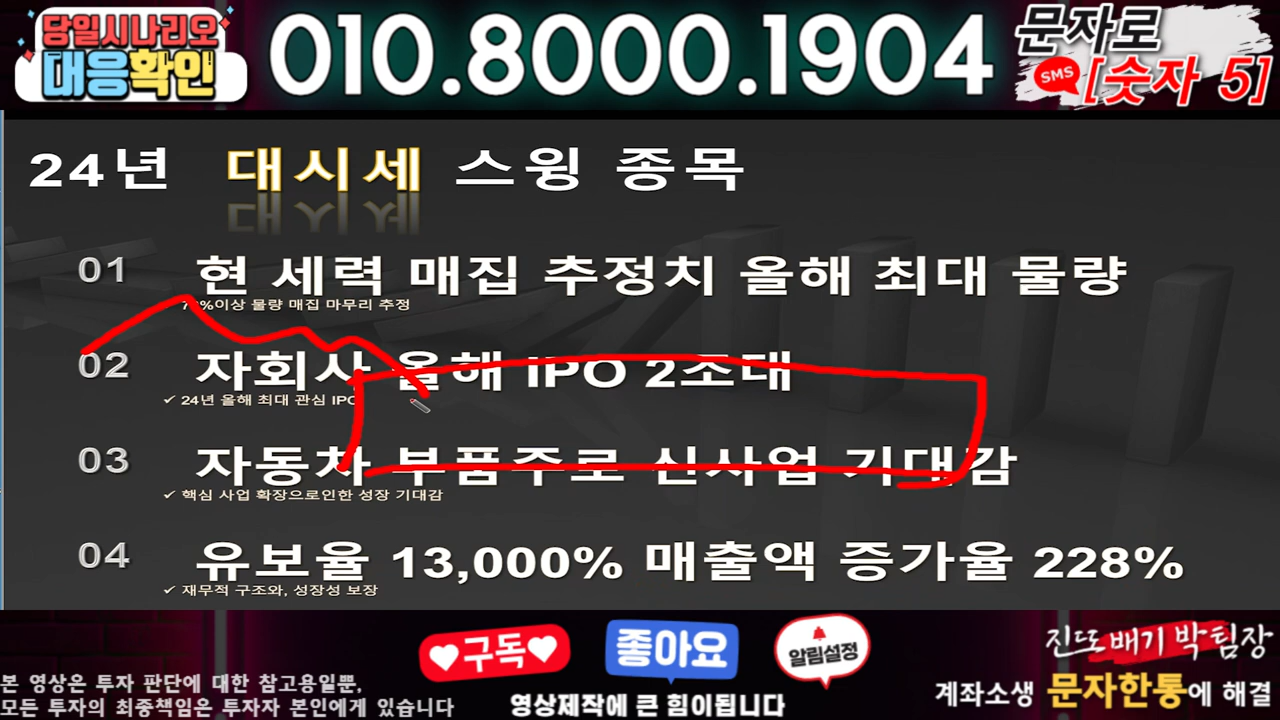 당일시나리오
대응확인
010.8000.1904
문자로
SMS
[숫자 5]
24년 대시세 스윙 종목
01 현 세력 매집 추정치 올해 최대 물량
%이상 물량 매집 마무리 추정
02 자회사 올해 IPO 2조대
✓ 24년 올해 최대 관심 IPO
03 자동차 부품주로 신사업 기대감
✓ 핵심 사업 확장으로인한 성장 기대감
04 유보율 13,000% 매출액 증가율 228%
✓ 재무적 구조와, 성장성 보장
구독
좋아요
알림설정
영상제작에 큰 힘이됩니다
본 영상은 투자 판단에 대한 참고용일뿐,
모든 투자의 최종책임은 투자자 본인에게 있습니다
진또배기 박팀장
계좌소생 문자한통에 해결